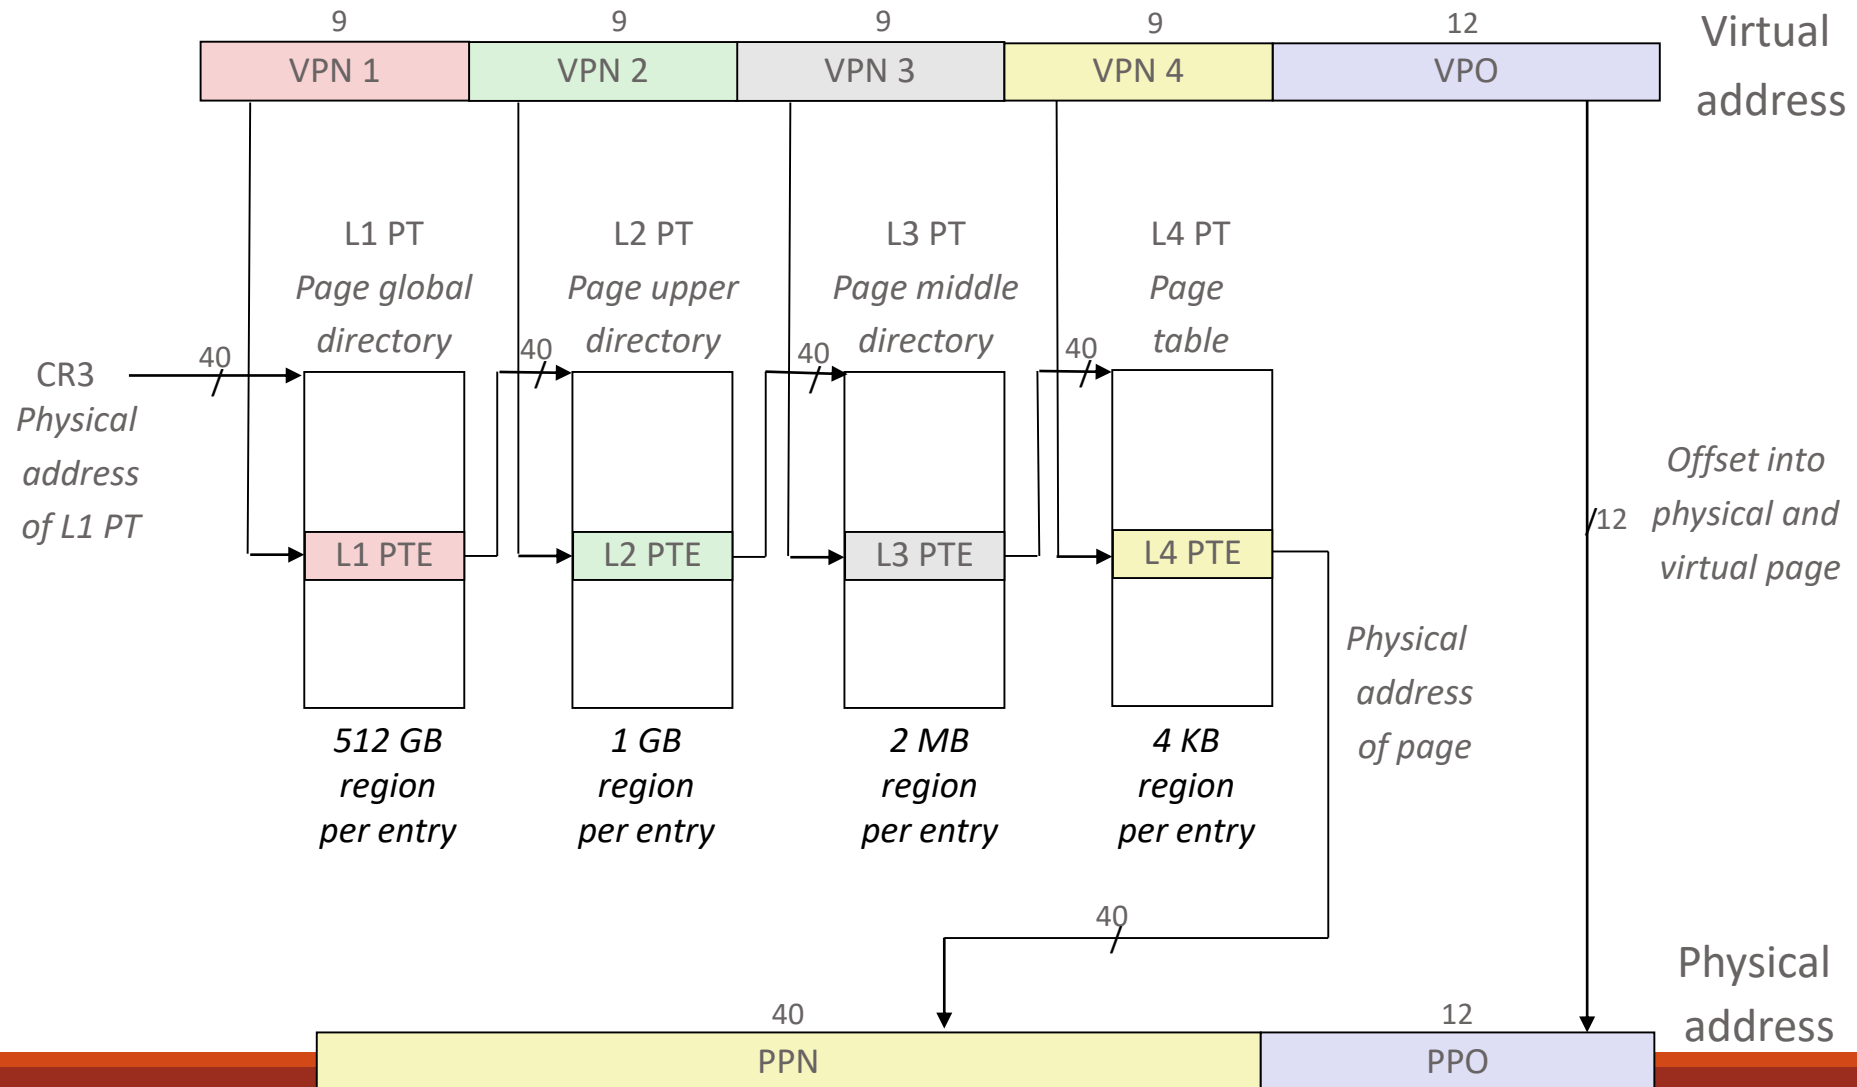 9 9 9 9 12
VPN 1 VPN 2 VPN 3 VPN 4 VPO
Virtual
address
L1 PT
Page global
directory
L2 PT
Page upper
directory
L3 PT
Page middle
directory
L4 PT
Page
table
40 40 40 40
CR3
Physical
address
of L1 PT
L1 PTE L2 PTE L3 PTE L4 PTE
12
Offset into
physical and
virtual page
512 GB
region
per entry
1 GB
region
per entry
2 MB
region
per entry
4 KB
region
per entry
Physical
address
of page
40
40 12
PPN PPO
Physical
address